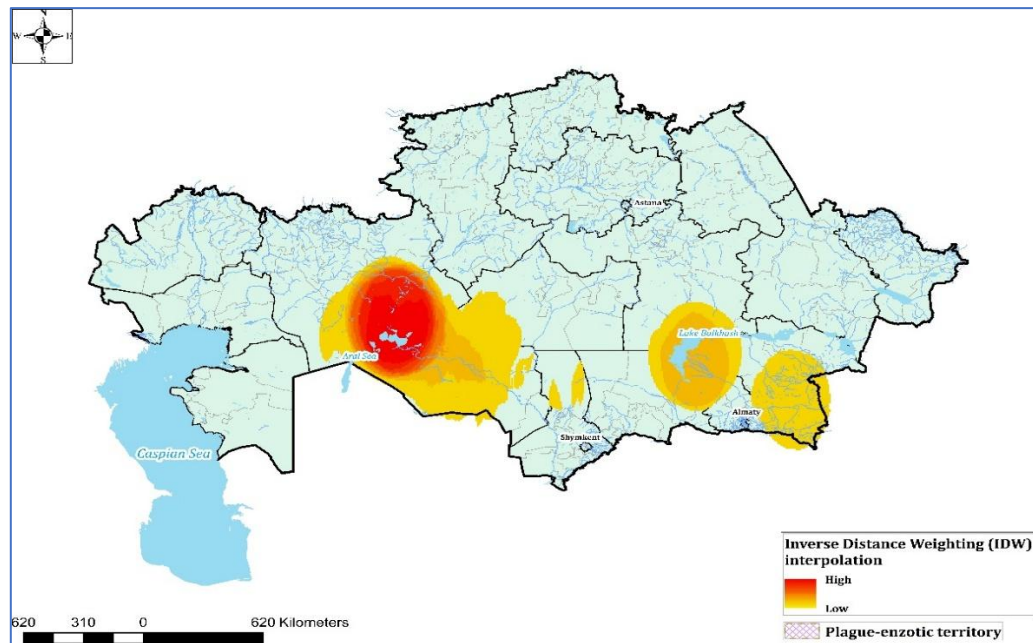 N
W E
S
Astana
Lake Balkhash
Aral Sea
Almaty
Shymkent
Caspian Sea
Inverse Distance Weighting (IDW)
interpolation
High
Low
Plague-enzotic territory
620 310 0 620 Kilometers